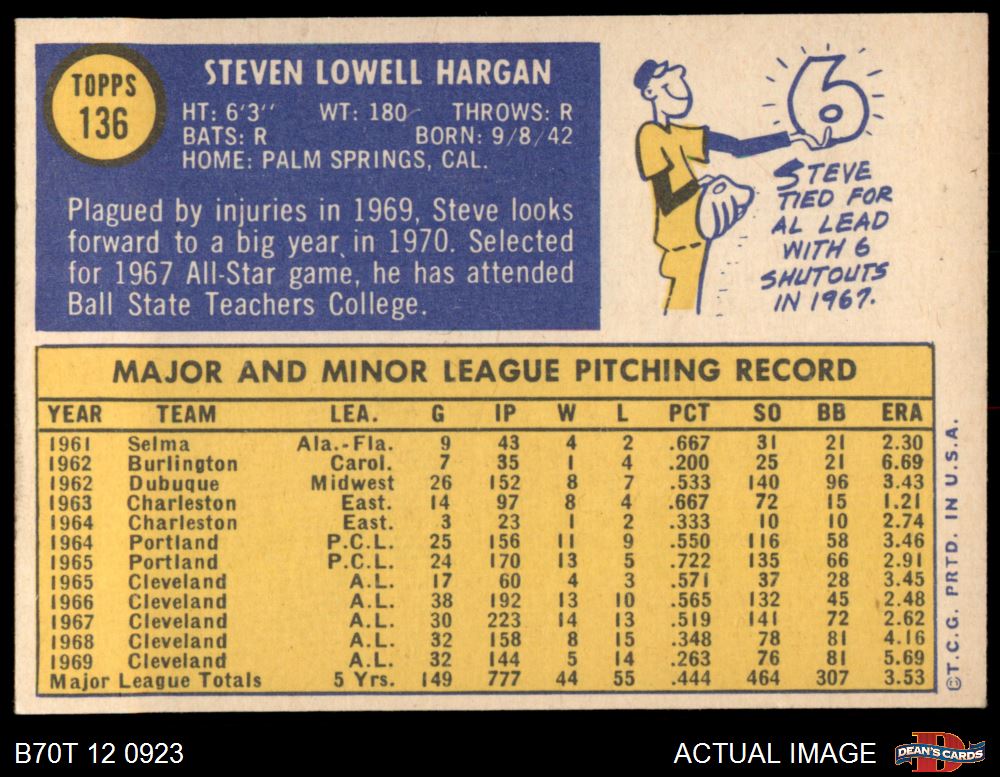 TOPPS
136
STEVEN LOWELL HARGAN
HT: 6'3'' WT: 180 THROWS: R
BATS: R BORN: 9/8/42
HOME: PALM SPRINGS, CAL.
Plagued by injuries in 1969, Steve looks
forward to a big year in 1970. Selected
for 1967 All-Star game, he has attended
Ball State Teachers College.
6
STEVE
TIED FOR
AL LEAD
WITH 6
SHUTOUTS
IN 1967.
MAJOR AND MINOR LEAGUE PITCHING RECORD
YEAR TEAM LEA. G IP W L PCT SO BB ERA
1961 Selma Ala.-Fla. 9 43 4 2 .667 31 21 2.30
1962 Burlington Carol. 7 35 1 4 .200 25 21 6.69
1962 Dubuque Midwest 26 152 8 7 .533 140 96 3.43
1963 Charleston East. 14 97 8 4 .667 72 15 1.21
1964 Charleston East. 3 23 1 2 .333 10 10 2.74
1964 Portland P.C.L. 25 156 11 9 .550 116 58 3.46
1965 Portland P.C.L. 24 170 13 5 .722 135 66 2.91
1965 Cleveland A.L. 17 60 4 3 .571 37 28 3.45
1966 Cleveland A.L. 38 192 13 10 .565 132 45 2.48
1967 Cleveland A.L. 30 223 14 13 .519 141 72 2.62
1968 Cleveland A.L. 32 158 8 15 .348 78 81 4.16
1969 Cleveland A.L. 32 144 5 14 .263 76 81 5.69
Major League Totals 5 Yrs. 149 777 44 55 .444 464 307 3.53
©T.C.G. PRTD. IN U.S.A.
B70T 12 0923
ACTUAL IMAGE
D
DEAN'S CARDS